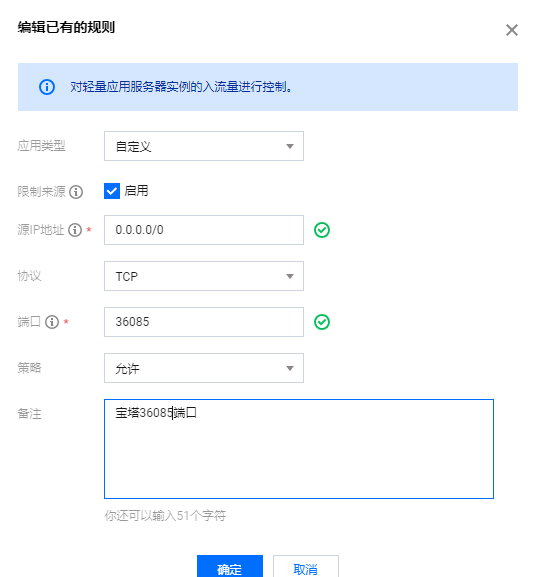 编辑已有的规则
对轻量应用服务器实例的入流量进行控制。
应用类型 自定义
限制来源 启用
源IP地址 * 0.0.0.0/0
协议 TCP
端口 * 36085
策略 允许
备注 宝塔36085端口
你还可以输入51个字符
确定 取消